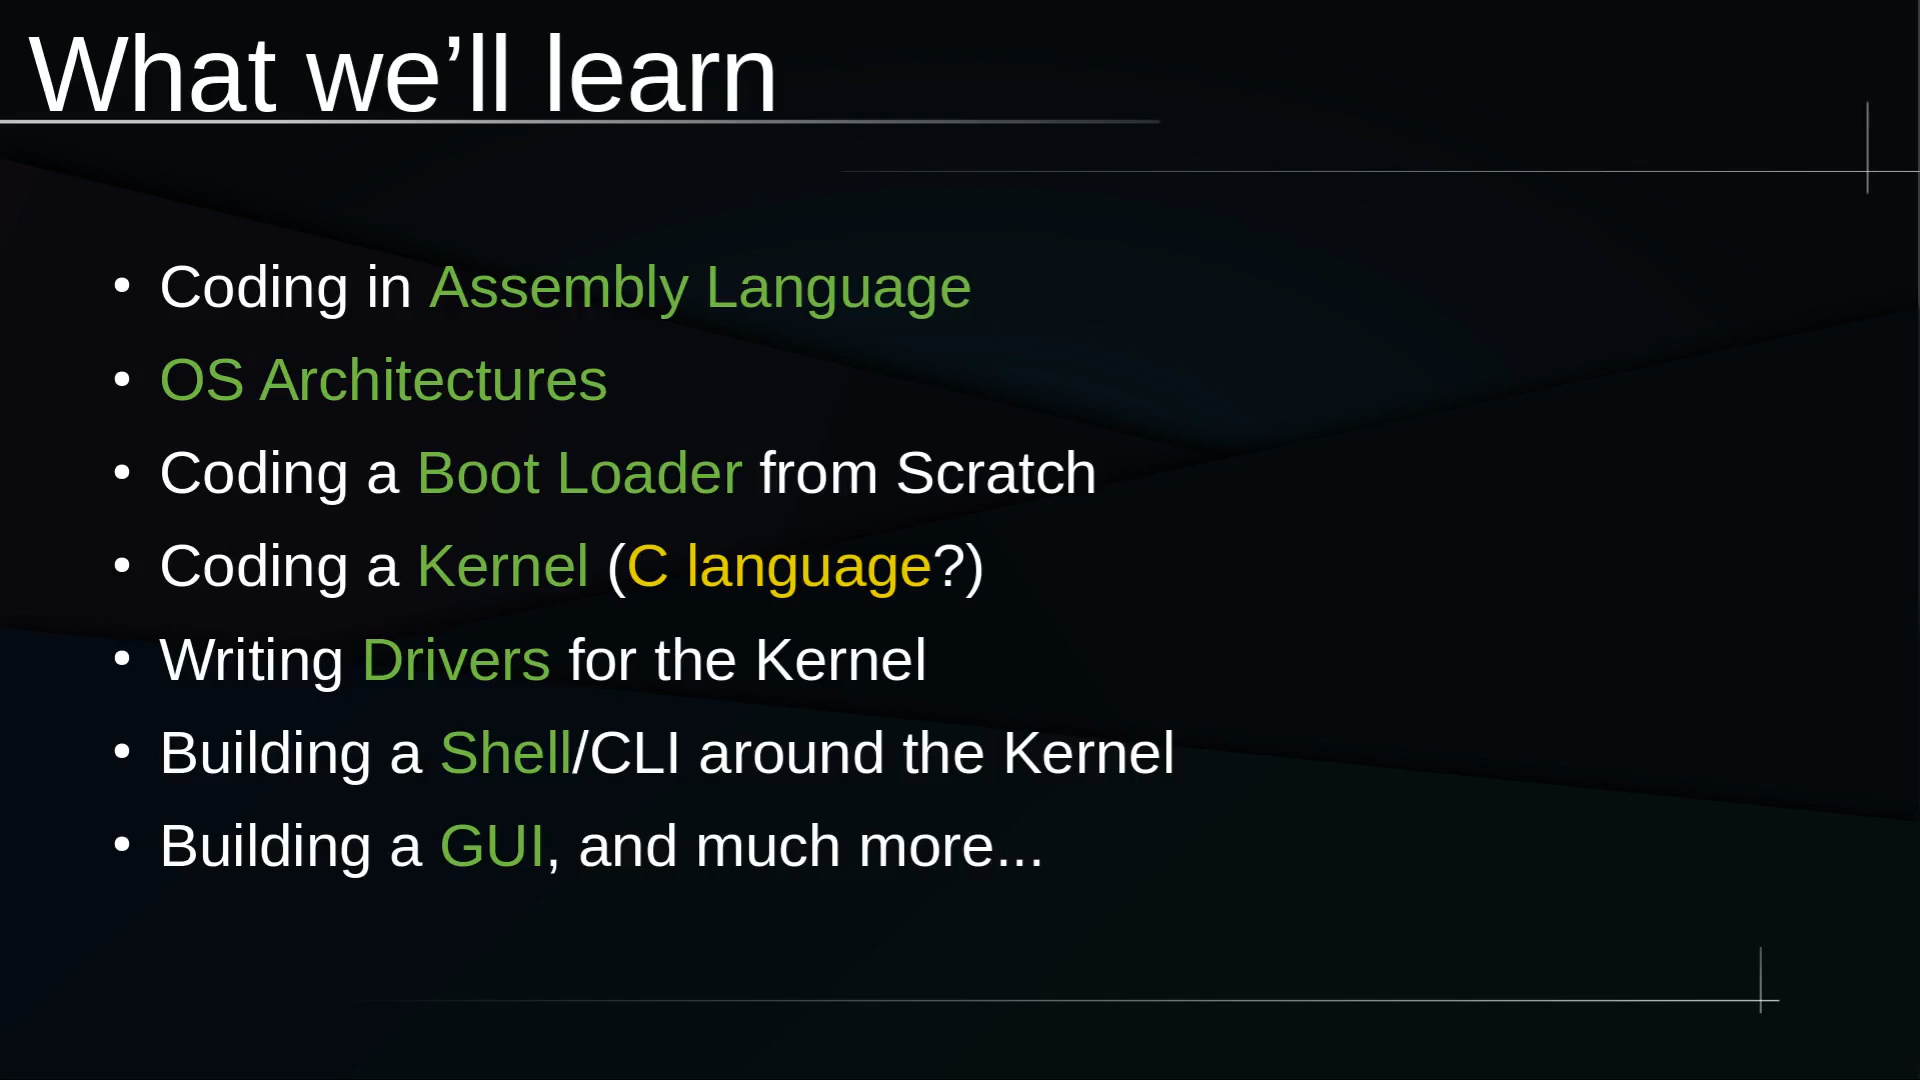 What we’ll learn
• Coding in Assembly Language
• OS Architectures
• Coding a Boot Loader from Scratch
• Coding a Kernel (C language?)
• Writing Drivers for the Kernel
• Building a Shell/CLI around the Kernel
• Building a GUI, and much more...